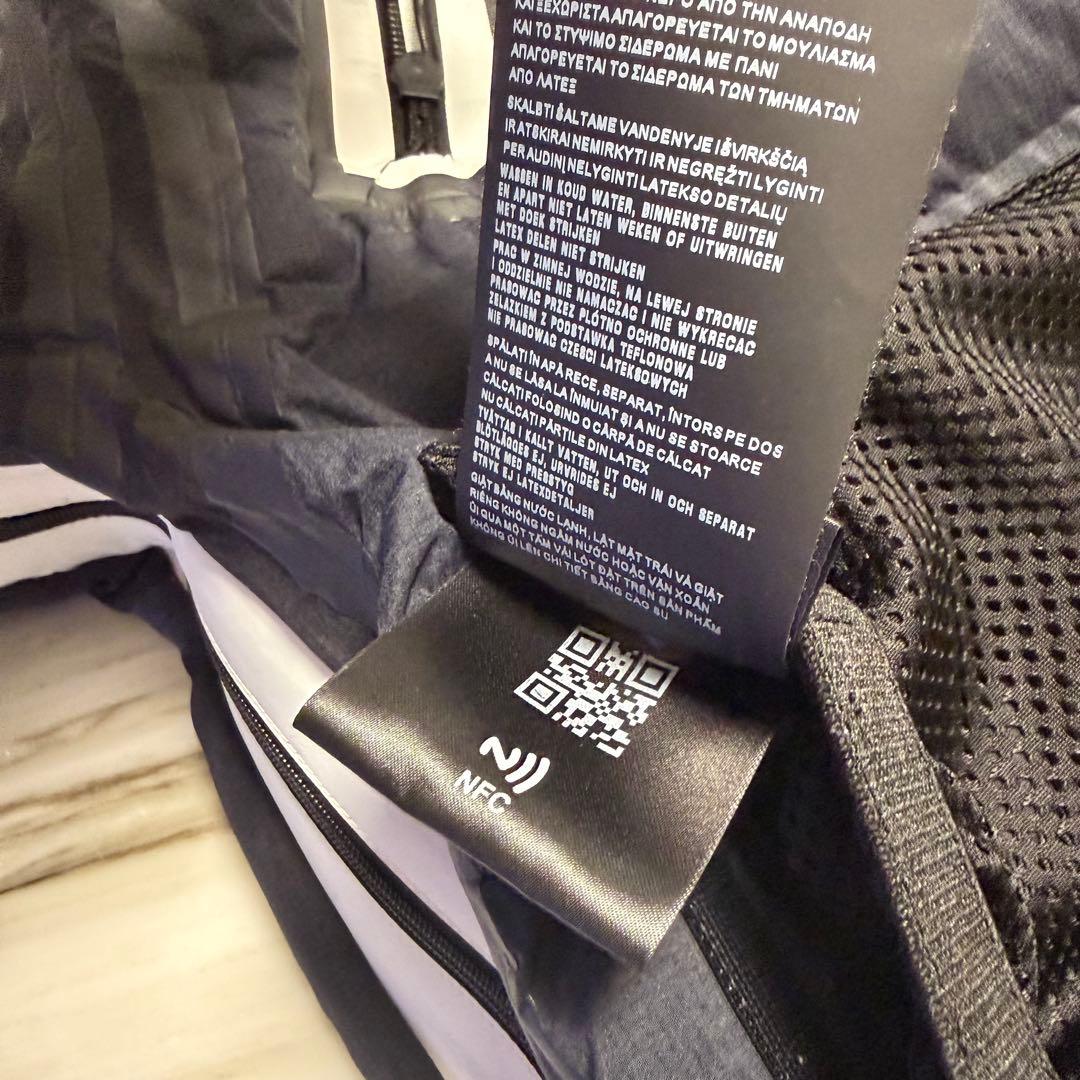 ΑΠΟ ΤΗΝ ΑΝΑΠΟΔΗ
ΚΑΙ ΞΕΧΩΡΙΣΤΑ ΑΠΑΓΟΡΕΥΕΤΑΙ ΤΟ ΜΟΥΛΙΑΣΜΑ
ΚΑΙ ΤΟ ΣΤΥΨΙΜΟ ΣΙΔΕΡΩΜΑ ΜΕ ΠΑΝΙ
ΑΠΑΓΟΡΕΥΕΤΑΙ ΤΟ ΣΙΔΕΡΩΜΑ ΤΩΝ ΤΜΗΜΑΤΩΝ
ΑΠΟ ΛΑΤΕΞ
SKALBTI ŠALTAME VANDENYJE IŠVIRKŠČIĄ
IR ATSKIRAI NEMIRKYTI IR NEGRĘŽTI LYGINTI
PER AUDINĮ NELYGINTI LATEKSO DETALIŲ
WASSEN IN KOUD WATER, BINNENSTE BUITEN
EN APART NIET LATEN WEKEN OF UITWRINGEN
MET DOEK STRIJKEN
LATEX DELEN NIET STRIJKEN
PRAC W ZIMNEJ WODZIE, NA LEWEJ STRONIE
I ODDZIELNIE NIE NAMACZAC I NIE WYKRECAC
PRASOWAC PRZEZ PLÓTNO OCHRONNE LUB
ZELAZKIEM Z PODSTAWKA TEFLONOWA
NIE PRASOWAC CZESCI LATEKSOWYCH
SPĂLAȚI ÎN APĂ RECE, SEPARAT, ÎNTORS PE DOS
A NU SE LĂSA LA ÎNMUIAT ȘI A NU SE STOARCE
CĂLCAȚI FOLOSIND O CÂRPĂ DE CĂLCAT
NU CĂLCAȚI PĂRȚILE DIN LATEX
TVÄTTAS I KALLT VATTEN, UT OCH IN OCH SEPARAT
BLÖTLÄGGES EJ, URVRIDES EJ
STRYK MED PRESSTYG
STRYK EJ LATEXDETALJER
GIẶT BẰNG NƯỚC LẠNH, LẬT MẶT TRÁI VÀ GIẶT
RIÊNG KHÔNG NGÂM NƯỚC HOẶC VẶN XOẮN
ỦI QUA MỘT TẤM VẢI LÓT ĐẶT TRÊN SẢN PHẨM
KHÔNG ỦI LÊN CHI TIẾT BẰNG CAO SU
NFC